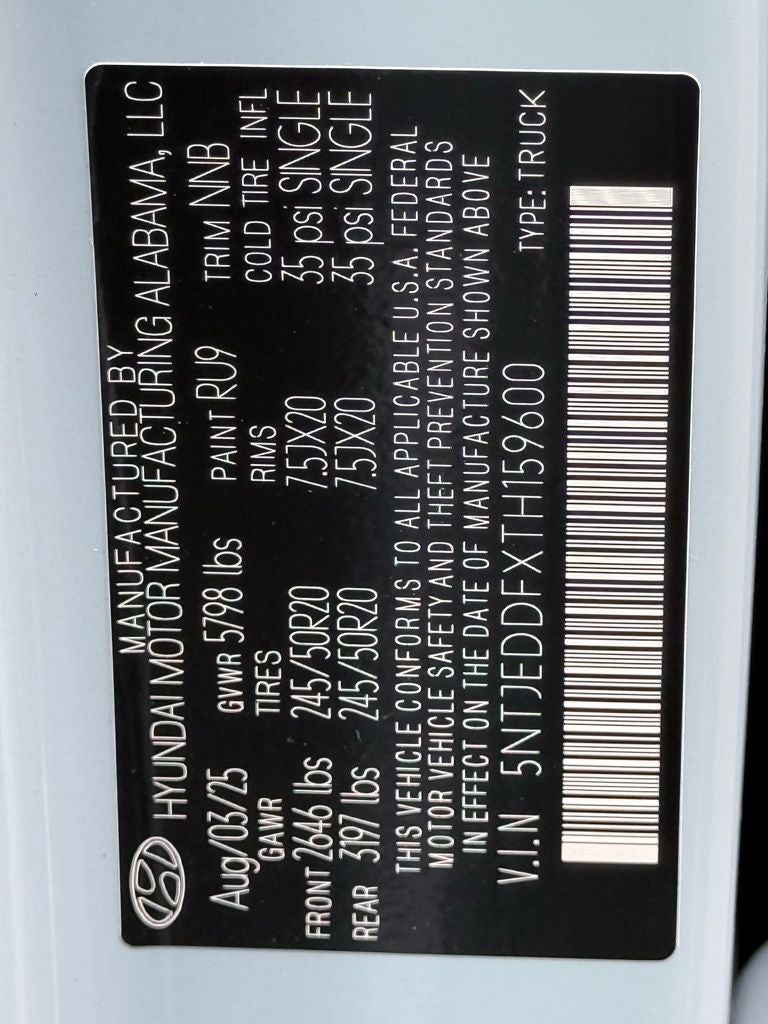 MANUFACTURED BY
HYUNDAI MOTOR MANUFACTURING ALABAMA, LLC
Aug/03/25 GVWR 5798 lbs PAINT RU9 TRIM NNB
GAWR TIRES RIMS COLD TIRE INFL
FRONT 2646 lbs 245/50R20 7.5JX20 35 psi SINGLE
REAR 3197 lbs 245/50R20 7.5JX20 35 psi SINGLE
THIS VEHICLE CONFORMS TO ALL APPLICABLE U.S.A. FEDERAL
MOTOR VEHICLE SAFETY AND THEFT PREVENTION STANDARDS
IN EFFECT ON THE DATE OF MANUFACTURE SHOWN ABOVE
V.I.N 5NTJEDDFXTH159600 TYPE: TRUCK